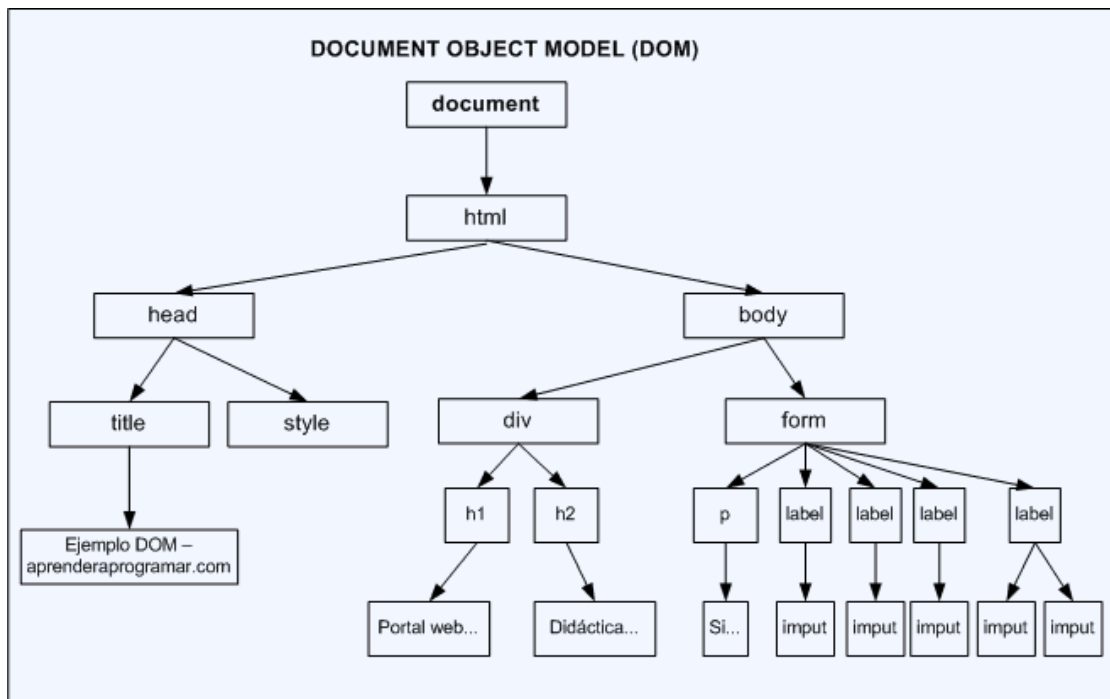 DOCUMENT OBJECT MODEL (DOM)
document
html
head
body
title
style
div
form
h1
h2
p
label
label
label
label
Ejemplo DOM –
aprenderaprogramar.com
Portal web...
Didáctica...
Si...
imput
imput
imput
imput
imput